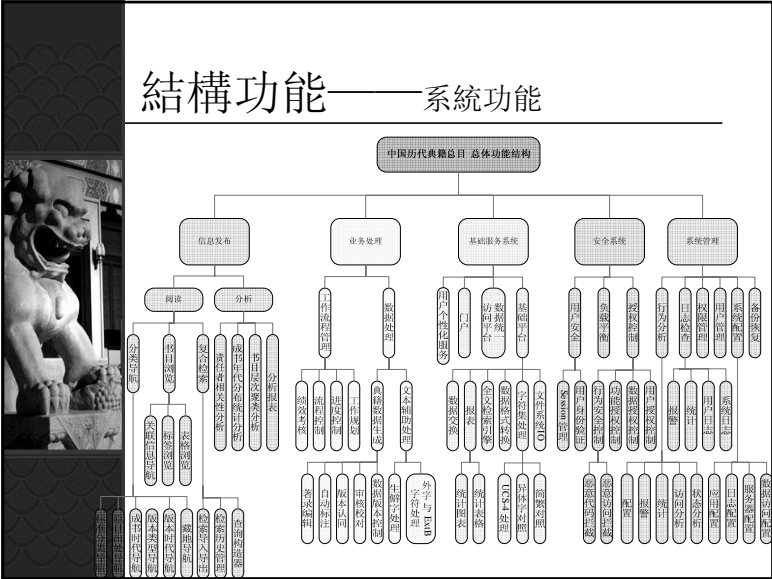 結構功能——系統功能
中国历代典籍总目 总体功能结构
信息发布
业务处理
基础服务系统
安全系统
系统管理
阅读
分析
工作流程管理
数据处理
用户个性化服务
门户
数据统
访问平台
基础平台
用户安全
负载平衡
授权控制
行为分析
日志检查
权限管理
用户管理
系统配置
备份恢复
分类导航
书目浏览
复合检索
责任者相关性分析
成书年代分布统计分析
书目层次聚类分析
分析报表
绩效考核
流程控制
进度控制
工作规划
典籍数据生成
文本辅助处理
数据交换
报表
全文检索引擎
数据格式转换
字符集处理
文件系统IO
Session 管理
用户身份验证
行为安全控制
功能授权控制
数据授权控制
用户授权控制
报警
统计
用户日志
系统日志
关联信息导航
标签浏览
表格浏览
成书时代导航
版本类型导航
版本时代导航
藏地导航
检索导入导出
检索历史管理
查询构造器
著录编辑
自动标注
版本认同
审核校对
数据版本控制
生僻字处理
外字 与 ExtB
字符处理
统计图表
统计表格
UCS-4 处理
异体字对照
简繁对照
恶意代码拦截
恶意访问拦截
配置
报警
统计
访问分析
状态分析
应用配置
日志配置
服务器配置
数据访问配置